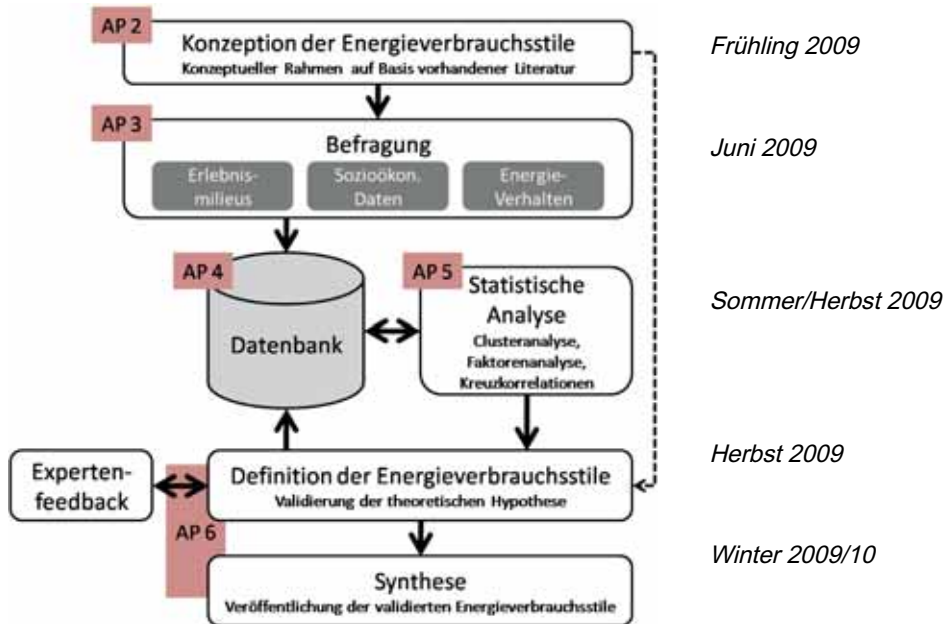 AP 2
Konzeption der Energieverbrauchsstile
Konzeptueller Rahmen auf Basis vorhandener Literatur
Frühling 2009
AP 3
Befragung
Juni 2009
Erlebnis-
milieus
Sozioökon.
Daten
Energie-
Verhalten
AP 4
Datenbank
AP 5
Statistische
Analyse
Clusteranalyse,
Faktorenanalyse,
Kreuzkorrelationen
Sommer/Herbst 2009
Experten-
feedback
Definition der Energieverbrauchsstile
Validierung der theoretischen Hypothese
Herbst 2009
AP 6
Synthese
Veröffentlichung der validierten Energieverbrauchsstile
Winter 2009/10